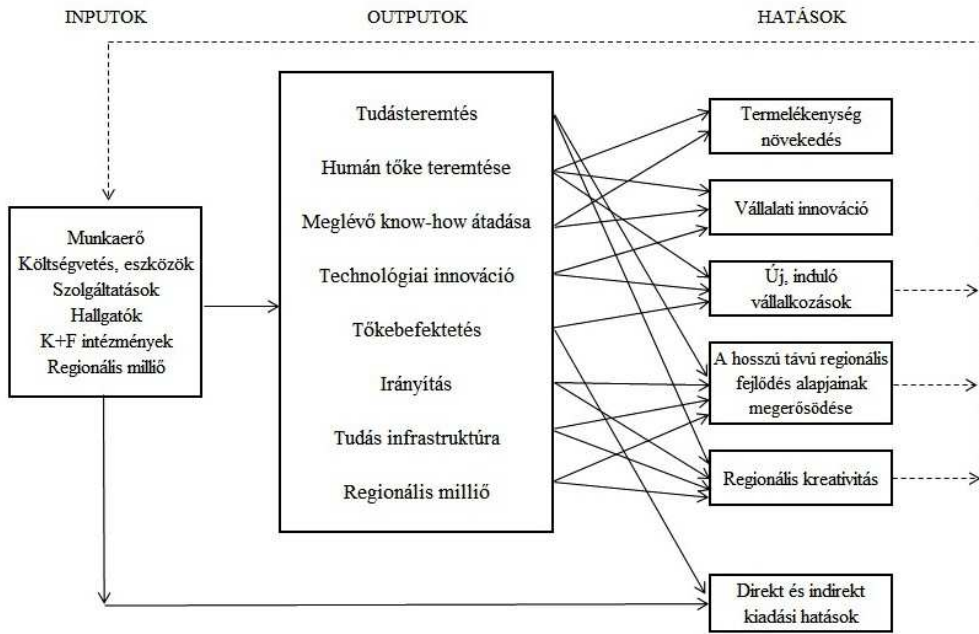 INPUTOK
OUTPUTOK
HATÁSOK
Munkaerő
Költségvetés, eszközök
Szolgáltatások
Hallgatók
K+F intézmények
Regionális millió
Tudásteremtés
Humán tőke teremtése
Meglévő know-how átadása
Technológiai innováció
Tőkebefektetés
Irányítás
Tudás infrastruktúra
Regionális millió
Termelékenység
növekedés
Vállalati innováció
Új, induló
vállalkozások
A hosszú távú regionális
fejlődés alapjainak
megerősödése
Regionális kreativitás
Direkt és indirekt
kiadási hatások